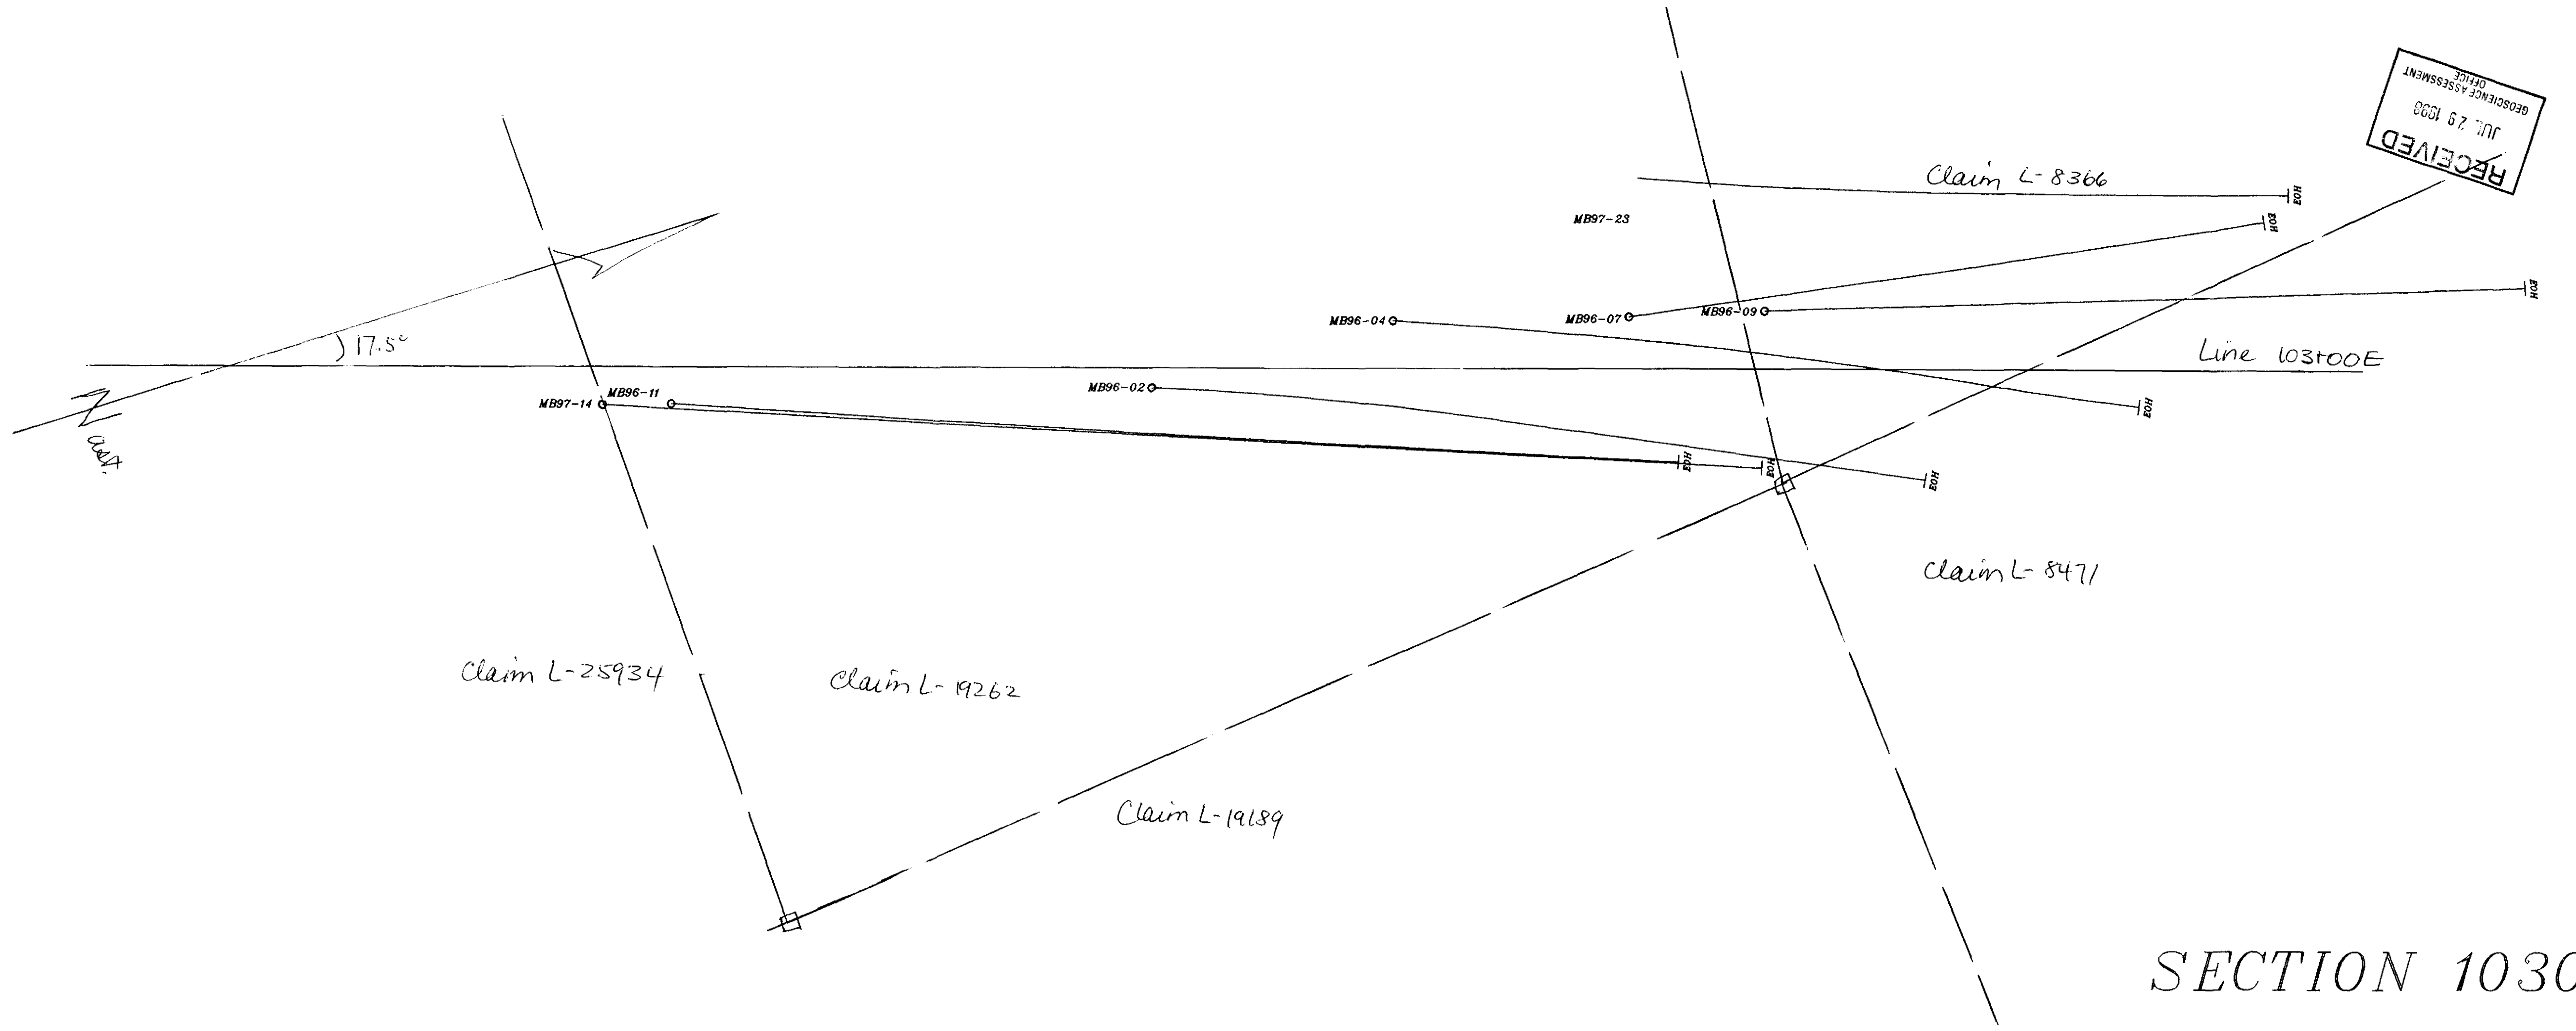 RECEIVED
JUL 29 1998
GEOSCIENCE ASSESSMENT
OFFICE
Claim L-8366
EOH
MB97-23
EOH
EOH
MB96-04
MB96-07
MB96-09
17.5°
Line 103+00E
MB96-02
MB96-11
MB97-14
EOH
EOH
EOH
EOH
Claim L-8471
Claim L-25934
Claim L-19262
Claim L-19189
SECTION 1030